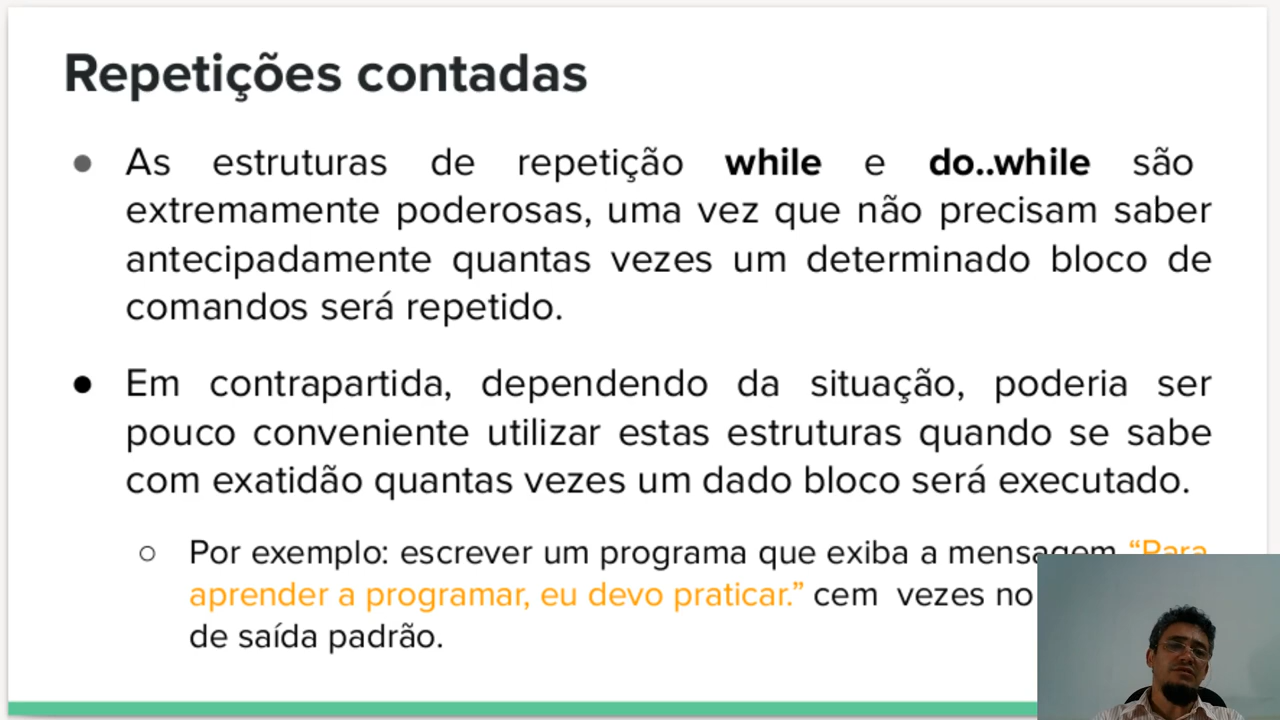 Repetições contadas
● As estruturas de repetição while e do..while são
extremamente poderosas, uma vez que não precisam saber
antecipadamente quantas vezes um determinado bloco de
comandos será repetido.
● Em contrapartida, dependendo da situação, poderia ser
pouco conveniente utilizar estas estruturas quando se sabe
com exatidão quantas vezes um dado bloco será executado.
○ Por exemplo: escrever um programa que exiba a mensagem “Para
aprender a programar, eu devo praticar.” cem vezes no
de saída padrão.